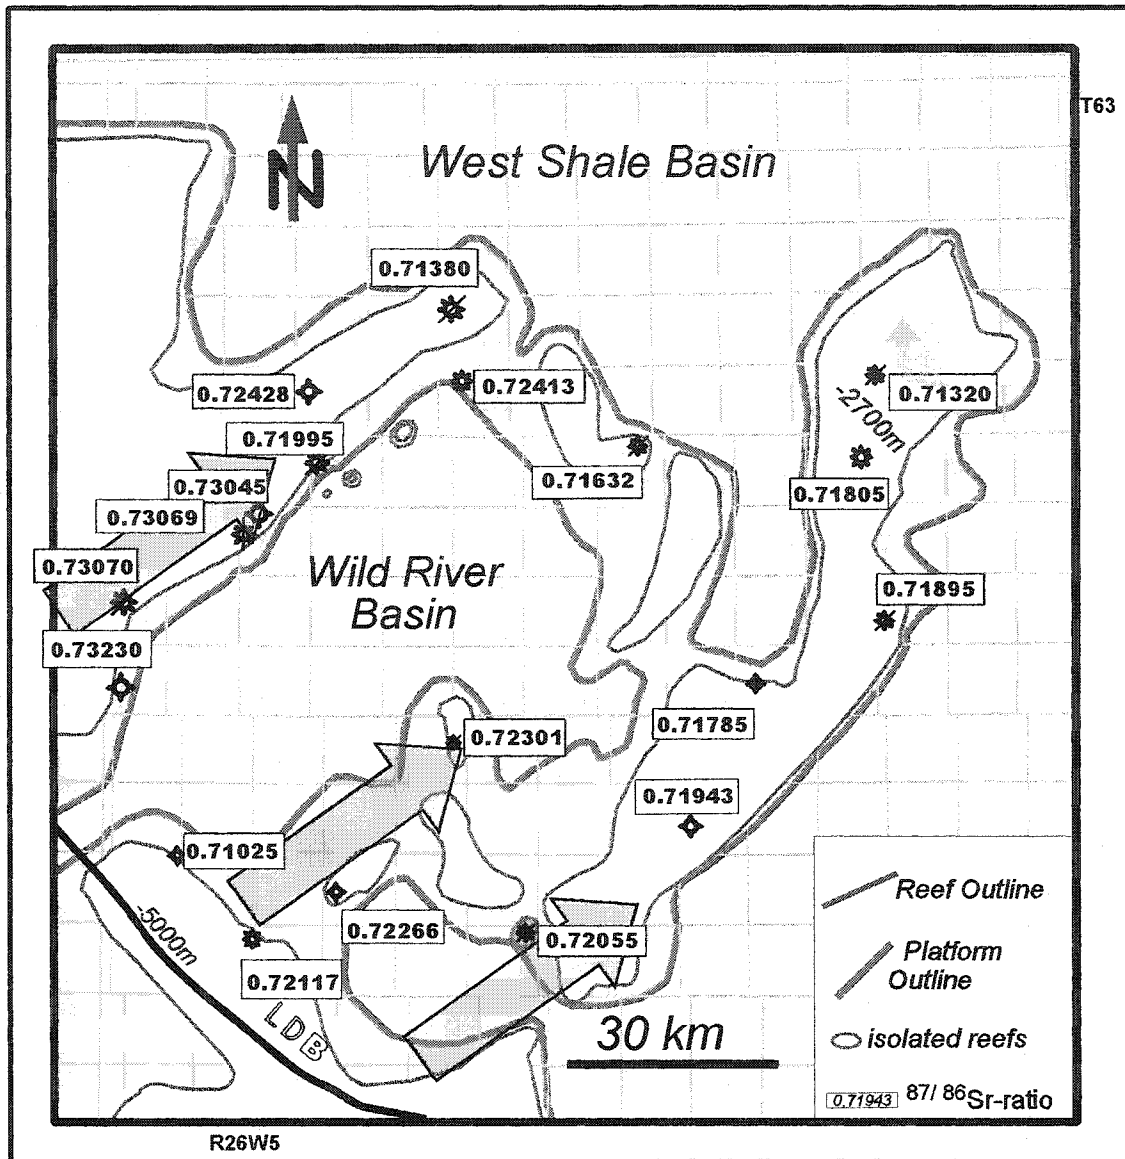 T63
N
West Shale Basin
0.71380
0.72428
0.72413
0.71320
-2700m
0.71995
0.71632
0.71805
0.73045
0.73069
0.73070
Wild River
Basin
0.71895
0.73230
0.71785
0.72301
0.71943
0.71025
-5000m
0.72266
0.72055
0.72117
LDB
30 km
Reef Outline
Platform
Outline
isolated reefs
0.71943 87/ 86Sr-ratio
R26W5